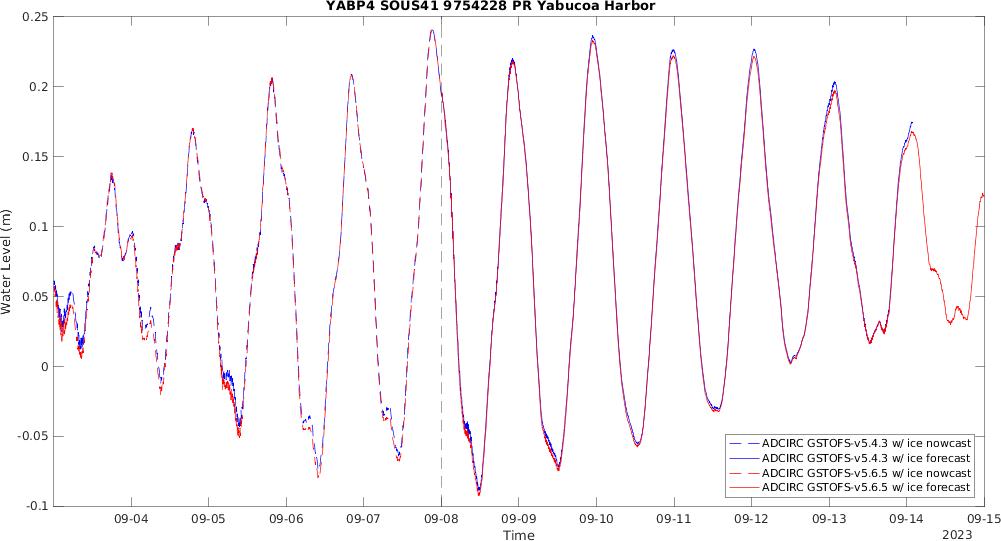 YABP4 SOUS41 9754228 PR Yabucoa Harbor
0.25
0.2
0.15
0.1
0.05
0
-0.05
-0.1
Water Level (m)
ADCIRC GSTOFS-v5.4.3 w/ ice nowcast
ADCIRC GSTOFS-v5.4.3 w/ ice forecast
ADCIRC GSTOFS-v5.6.5 w/ ice nowcast
ADCIRC GSTOFS-v5.6.5 w/ ice forecast
09-04 09-05 09-06 09-07 09-08 09-09 09-10 09-11 09-12 09-13 09-14 09-15
Time
2023